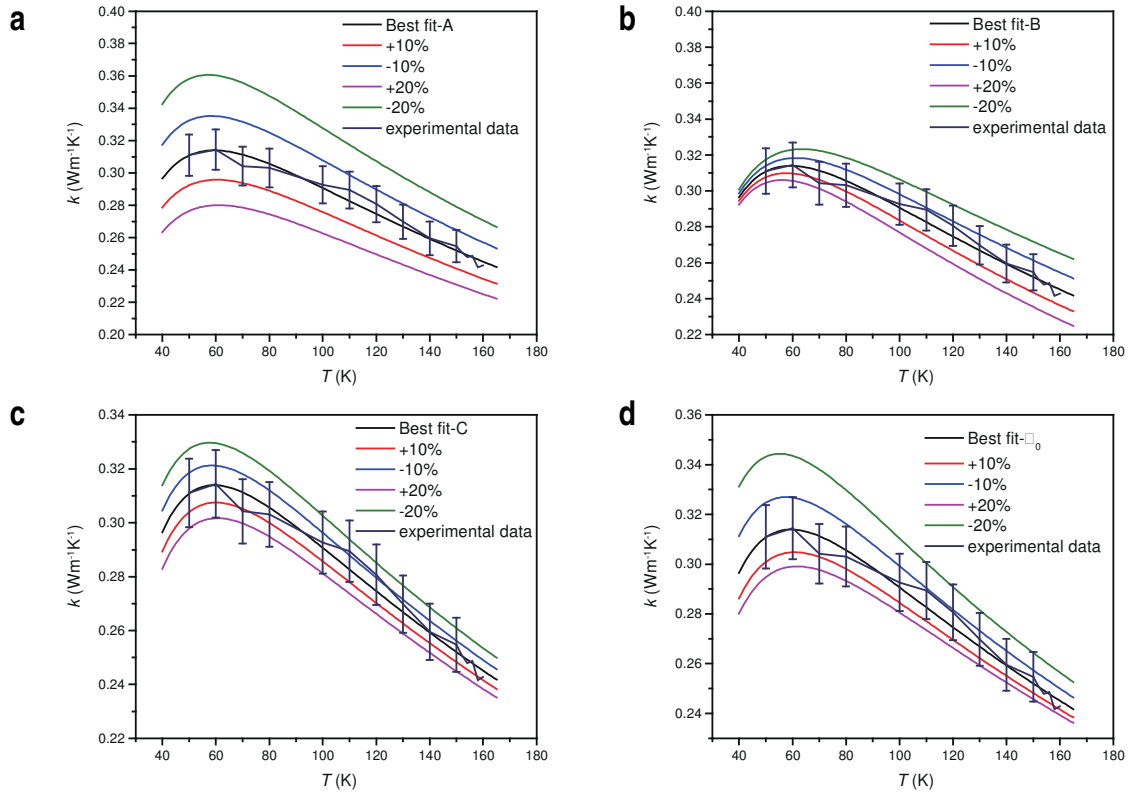 a
0.40
0.38
0.36
0.34
0.32
0.30
0.28
0.26
0.24
0.22
0.20
40 60 80 100 120 140 160 180
T (K)
k (Wm⁻¹K⁻¹)
Best fit-A
+10%
-10%
+20%
-20%
experimental data
b
0.40
0.38
0.36
0.34
0.32
0.30
0.28
0.26
0.24
0.22
40 60 80 100 120 140 160 180
T (K)
k (Wm⁻¹K⁻¹)
Best fit-B
+10%
-10%
+20%
-20%
experimental data
c
0.34
0.32
0.30
0.28
0.26
0.24
0.22
40 60 80 100 120 140 160 180
T (K)
k (Wm⁻¹K⁻¹)
Best fit-C
+10%
-10%
+20%
-20%
experimental data
d
0.36
0.34
0.32
0.30
0.28
0.26
0.24
40 60 80 100 120 140 160 180
T (K)
k (Wm⁻¹K⁻¹)
Best fit-□₀
+10%
-10%
+20%
-20%
experimental data